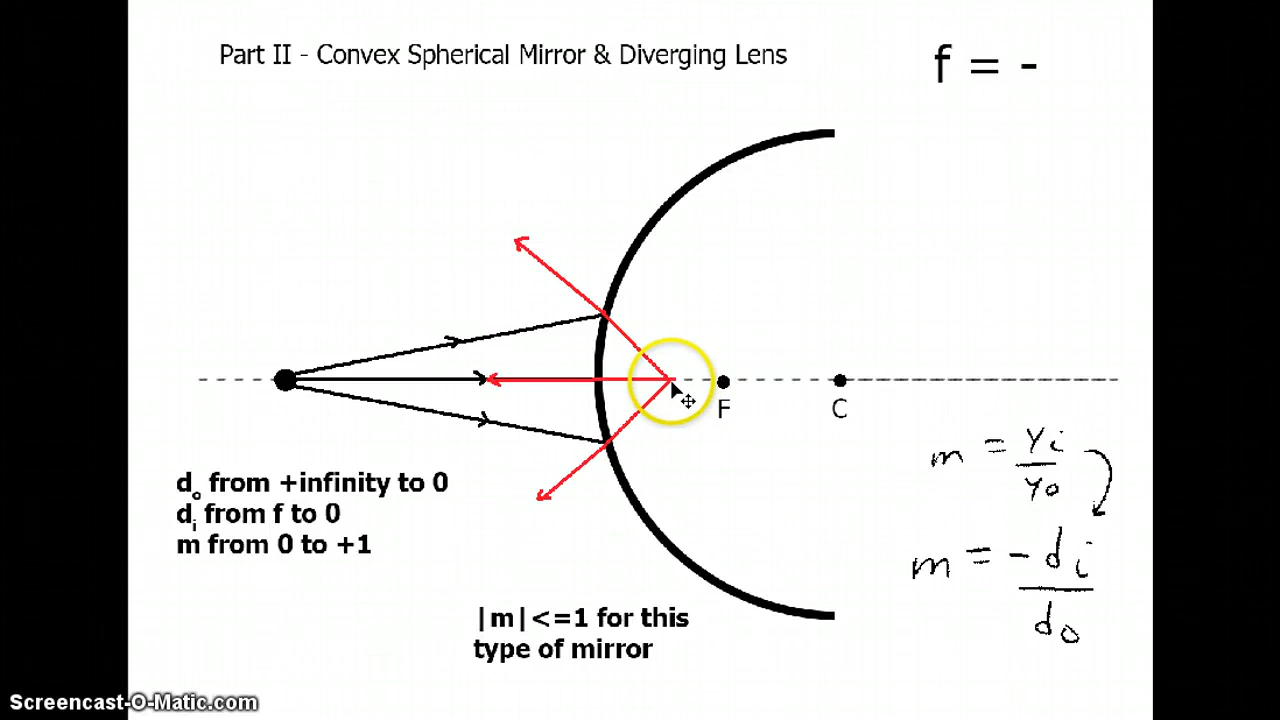 Part II - Convex Spherical Mirror & Diverging Lens
f = -
F
C
do from +infinity to 0
di from f to 0
m from 0 to +1
|m|<=1 for this
type of mirror
m = yi
yo
m = - di
do
Screencast-O-Matic.com